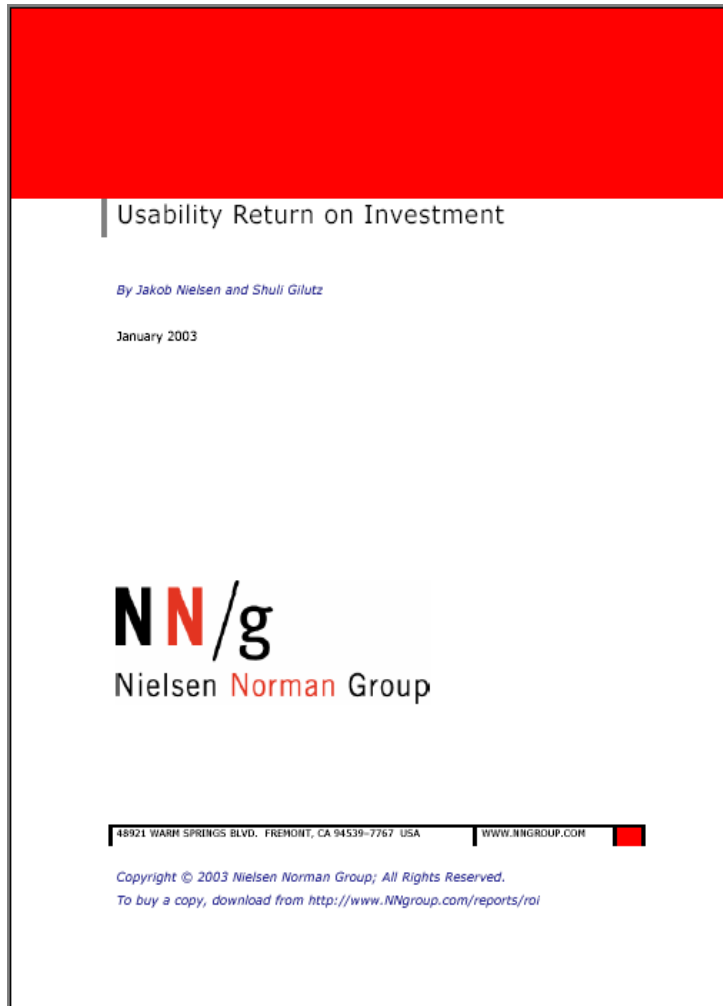 Usability Return on Investment
By Jakob Nielsen and Shuli Gilutz
January 2003
NN/g
Nielsen Norman Group
48921 WARM SPRINGS BLVD. FREMONT, CA 94539–7767 USA
WWW.NNGROUP.COM
Copyright © 2003 Nielsen Norman Group; All Rights Reserved.
To buy a copy, download from http://www.NNgroup.com/reports/roi